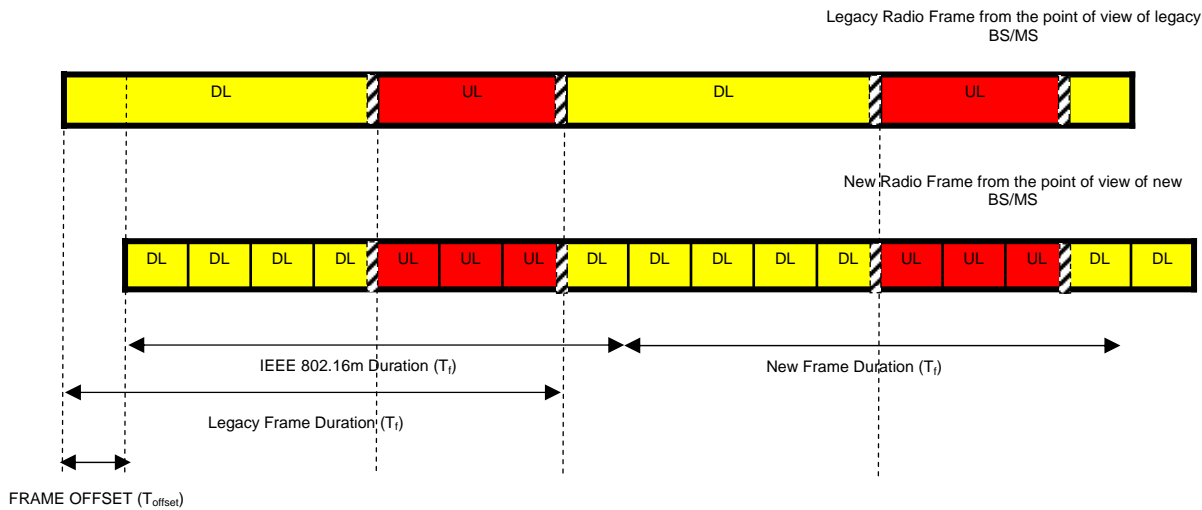 Legacy Radio Frame from the point of view of legacy
BS/MS
DL UL DL UL
New Radio Frame from the point of view of new
BS/MS
DL DL DL DL UL UL UL DL DL DL DL DL UL UL UL DL DL
IEEE 802.16m Duration (Tf)
New Frame Duration (Tf)
Legacy Frame Duration (Tf)
FRAME OFFSET (Toffset)